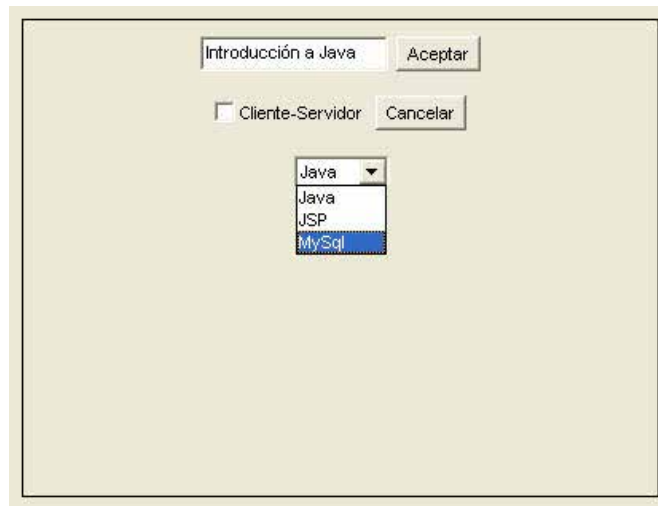 Introducción a Java Aceptar
Cliente-Servidor Cancelar
Java
Java
JSP
MySql